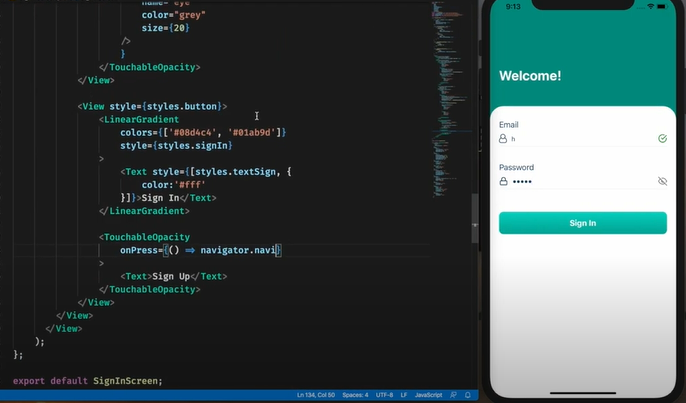 name="eye"
color="grey"
size={20}
/>
}
</TouchableOpacity>
</View>
<View style={styles.button}>
<LinearGradient
colors={['#08d4c4', '#01ab9d']}
style={styles.signIn}
>
<Text style={[styles.textSign, {
color:'#fff'
}]}>Sign In</Text>
</LinearGradient>
<TouchableOpacity
onPress={() => navigator.navi}
>
<Text>Sign Up</Text>
</TouchableOpacity>
</View>
</View>
</View>
);
};
export default SignInScreen;
Ln 134, Col 50 Spaces: 4 UTF-8 LF JavaScript
9:13
Welcome!
Email
h
Password
•••••
Sign In